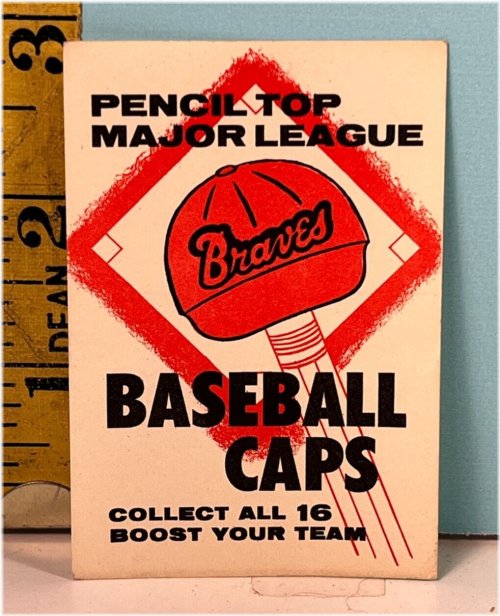 PENCIL TOP
MAJOR LEAGUE
Braves
BASEBALL
CAPS
COLLECT ALL 16
BOOST YOUR TEAM
3
2
1
DEAN